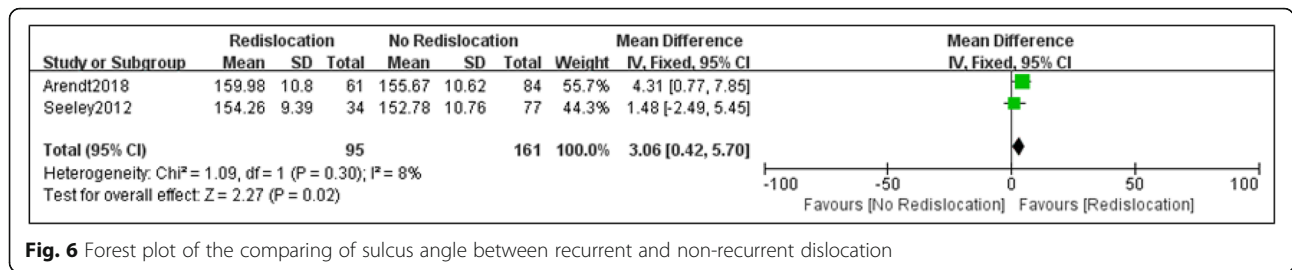 Redislocation No Redislocation Mean Difference Mean Difference
Study or Subgroup Mean SD Total Mean SD Total Weight IV, Fixed, 95% CI IV, Fixed, 95% CI
Arendt2018 159.98 10.8 61 155.67 10.62 84 55.7% 4.31 [0.77, 7.85]
Seeley2012 154.26 9.39 34 152.78 10.76 77 44.3% 1.48 [-2.49, 5.45]
Total (95% CI) 95 161 100.0% 3.06 [0.42, 5.70]
Heterogeneity: Chi² = 1.09, df = 1 (P = 0.30); I² = 8%
Test for overall effect: Z = 2.27 (P = 0.02)
-100 -50 0 50 100
Favours [No Redislocation] Favours [Redislocation]
Fig. 6 Forest plot of the comparing of sulcus angle between recurrent and non-recurrent dislocation